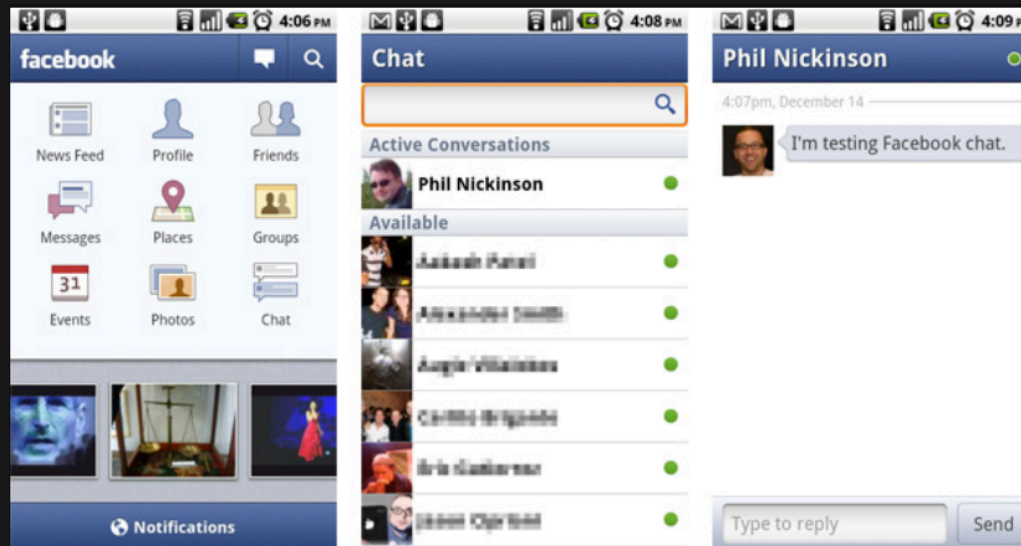 4:06 PM
facebook
News Feed Profile Friends
Messages Places Groups
31
Events Photos Chat
Notifications
4:08 PM
Chat
Active Conversations
Phil Nickinson
Available
4:09
Phil Nickinson
4:07pm, December 14
I'm testing Facebook chat.
Type to reply Send